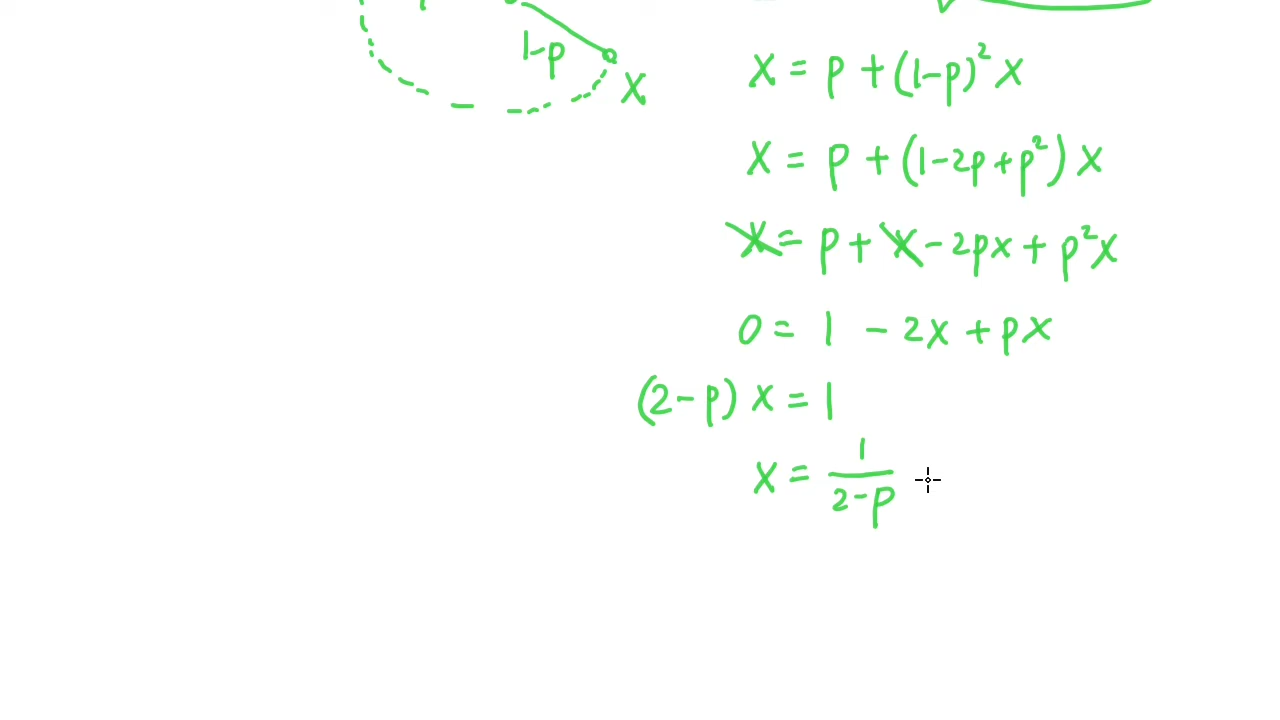 1-p
X
X = p + (1-p)² X
X = p + (1-2p+p²) X
X = p + X - 2px + p²X
0 = 1 - 2x + px
(2-p) X = 1
X = 1/(2-p)